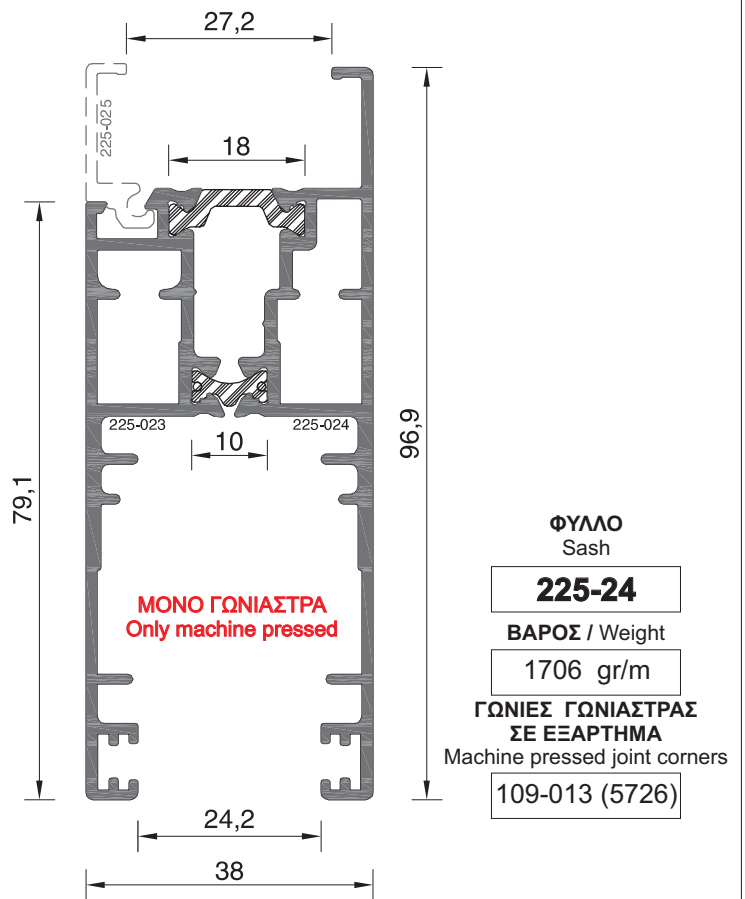 27,2
225-025
18
225-023
225-024
10
96,9
79,1
ΜΟΝΟ ΓΩΝΙΑΣΤΡΑ
Only machine pressed
24,2
38
ΦΥΛΛΟ
Sash
225-24
ΒΑΡΟΣ / Weight
1706 gr/m
ΓΩΝΙΕΣ ΓΩΝΙΑΣΤΡΑΣ
ΣΕ ΕΞΑΡΤΗΜΑ
Machine pressed joint corners
109-013 (5726)